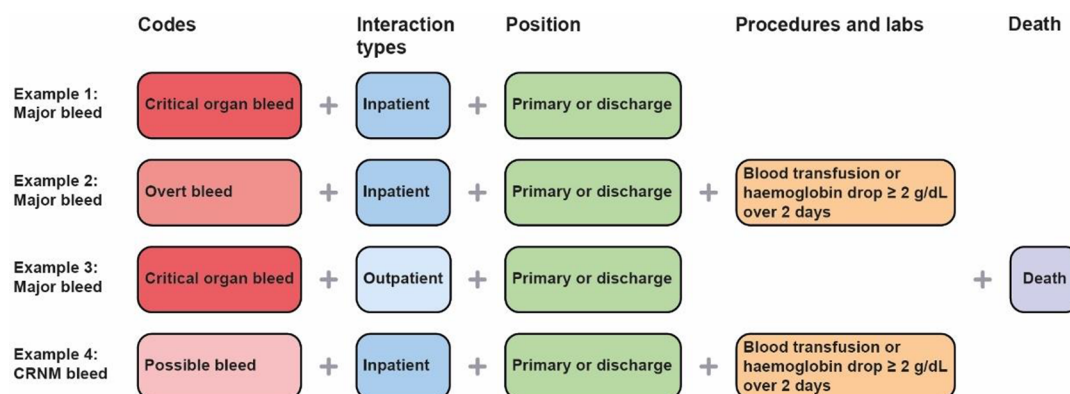 Codes
Interaction
types
Position
Procedures and labs
Death
Example 1:
Major bleed
Critical organ bleed
+
Inpatient
+
Primary or discharge
Example 2:
Major bleed
Overt bleed
+
Inpatient
+
Primary or discharge
+
Blood transfusion or
haemoglobin drop ≥ 2 g/dL
over 2 days
Example 3:
Major bleed
Critical organ bleed
+
Outpatient
+
Primary or discharge
+
Death
Example 4:
CRNM bleed
Possible bleed
+
Inpatient
+
Primary or discharge
+
Blood transfusion or
haemoglobin drop ≥ 2 g/dL
over 2 days